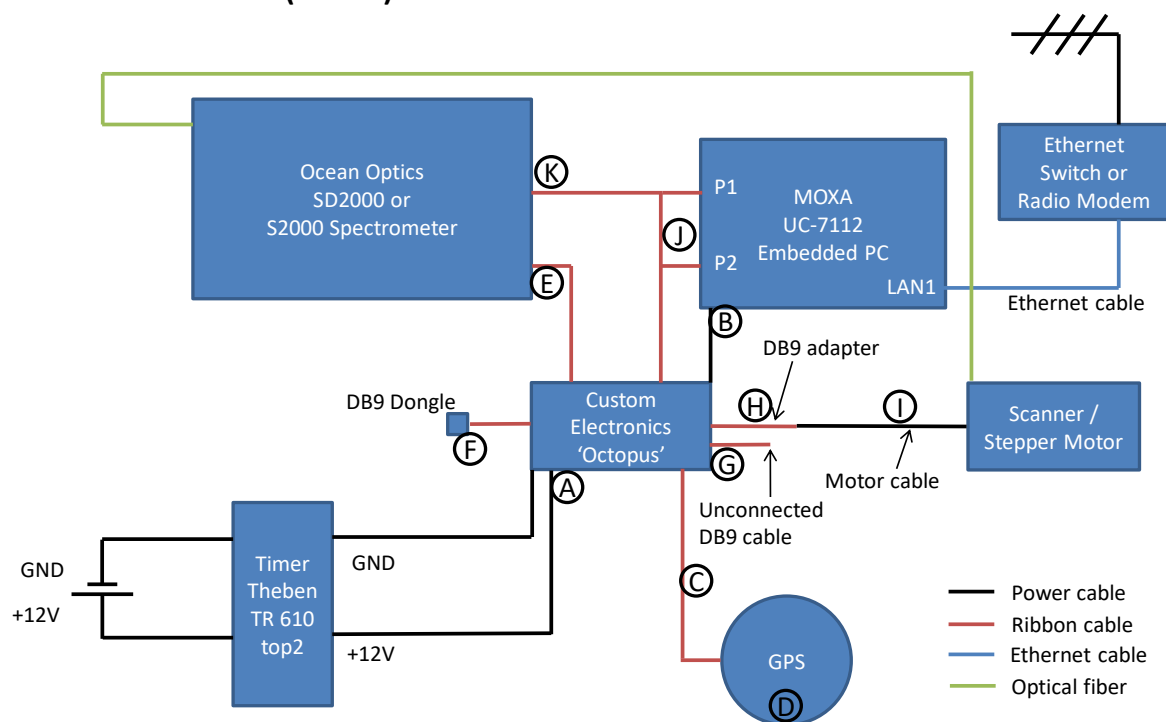 Ocean Optics
SD2000 or
S2000 Spectrometer
K
E
J
P1
P2
MOXA
UC-7112
Embedded PC
LAN1
B
Ethernet
Switch or
Radio Modem
Ethernet cable
DB9 adapter
DB9 Dongle
F
Custom
Electronics
‘Octopus’
H
I
G
A
Scanner /
Stepper Motor
Motor cable
Unconnected
DB9 cable
GND
+12V
Timer
Theben
TR 610
top2
GND
+12V
C
GPS
D
Power cable
Ribbon cable
Ethernet cable
Optical fiber